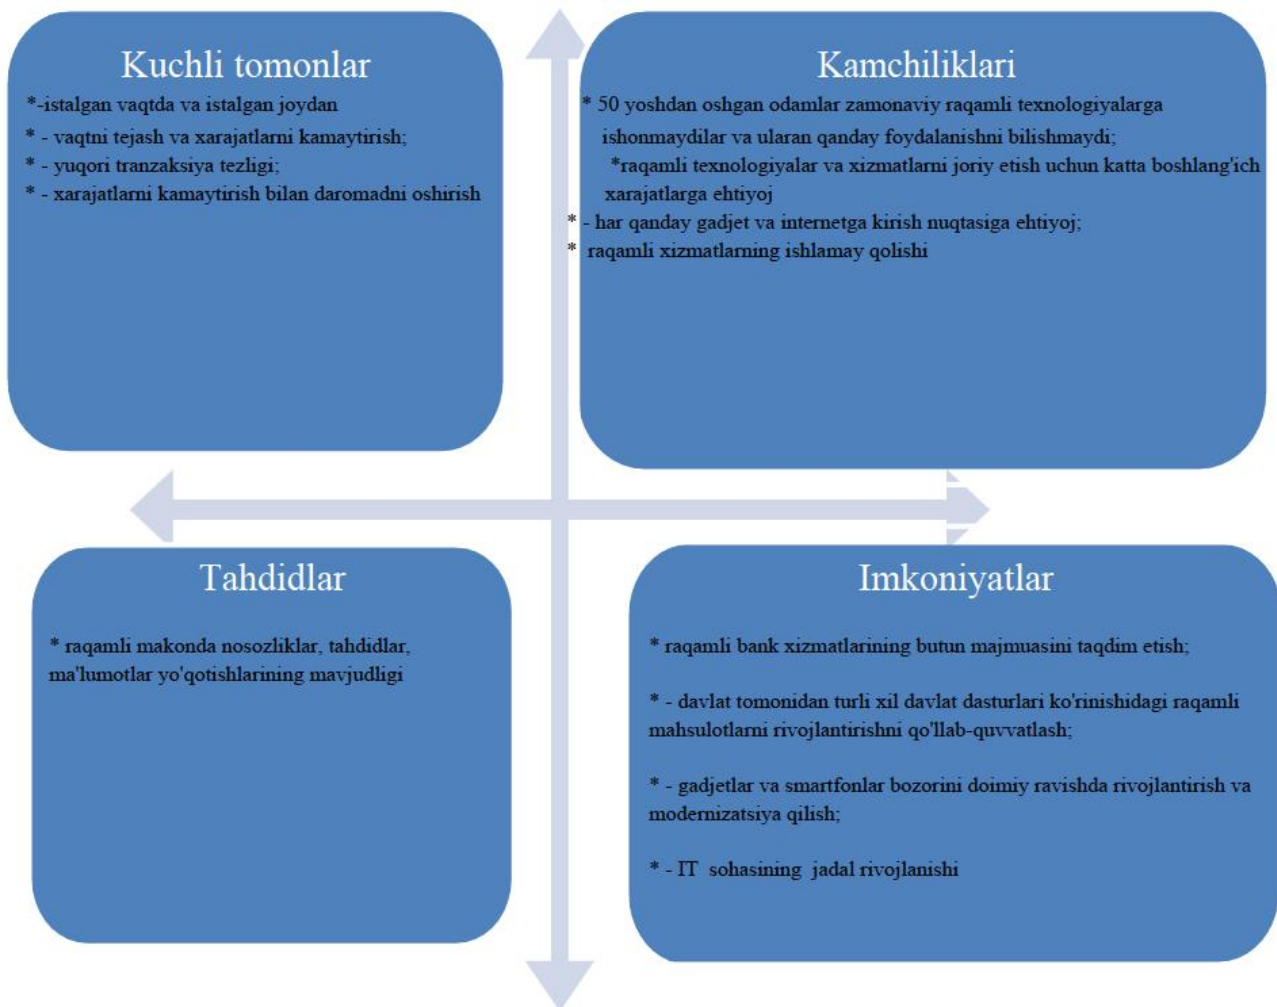 Kuchli tomonlar
*-istalgan vaqtda va istalgan joydan
* - vaqtni tejash va xarajatlarni kamaytirish;
* - yuqori tranzaksiya tezligi;
* - xarajatlarni kamaytirish bilan daromadni oshirish
Kamchiliklari
* 50 yoshdan oshgan odamlar zamonaviy raqamli texnologiyalarga
ishonmaydilar va ularan qanday foydalanishni bilishmaydi;
*raqamli texnologiyalar va xizmatlarni joriy etish uchun katta boshlang'ich
xarajatlarga ehtiyoj
* - har qanday gadjet va internetga kirish nuqtasiga ehtiyoj;
* raqamli xizmatlarning ishlamay qolishi
Tahdidlar
* raqamli makonda nosozliklar, tahdidlar,
ma'lumotlar yo'qotishlarining mavjudligi
Imkoniyatlar
* raqamli bank xizmatlarining butun majmuasini taqdim etish;
* - davlat tomonidan turli xil davlat dasturlari ko'rinishidagi raqamli
mahsulotlarni rivojlantirishni qo'llab-quvvatlash;
* - gadjetlar va smartfonlar bozorini doimiy ravishda rivojlantirish va
modernizatsiya qilish;
* - IT sohasining jadal rivojlanishi